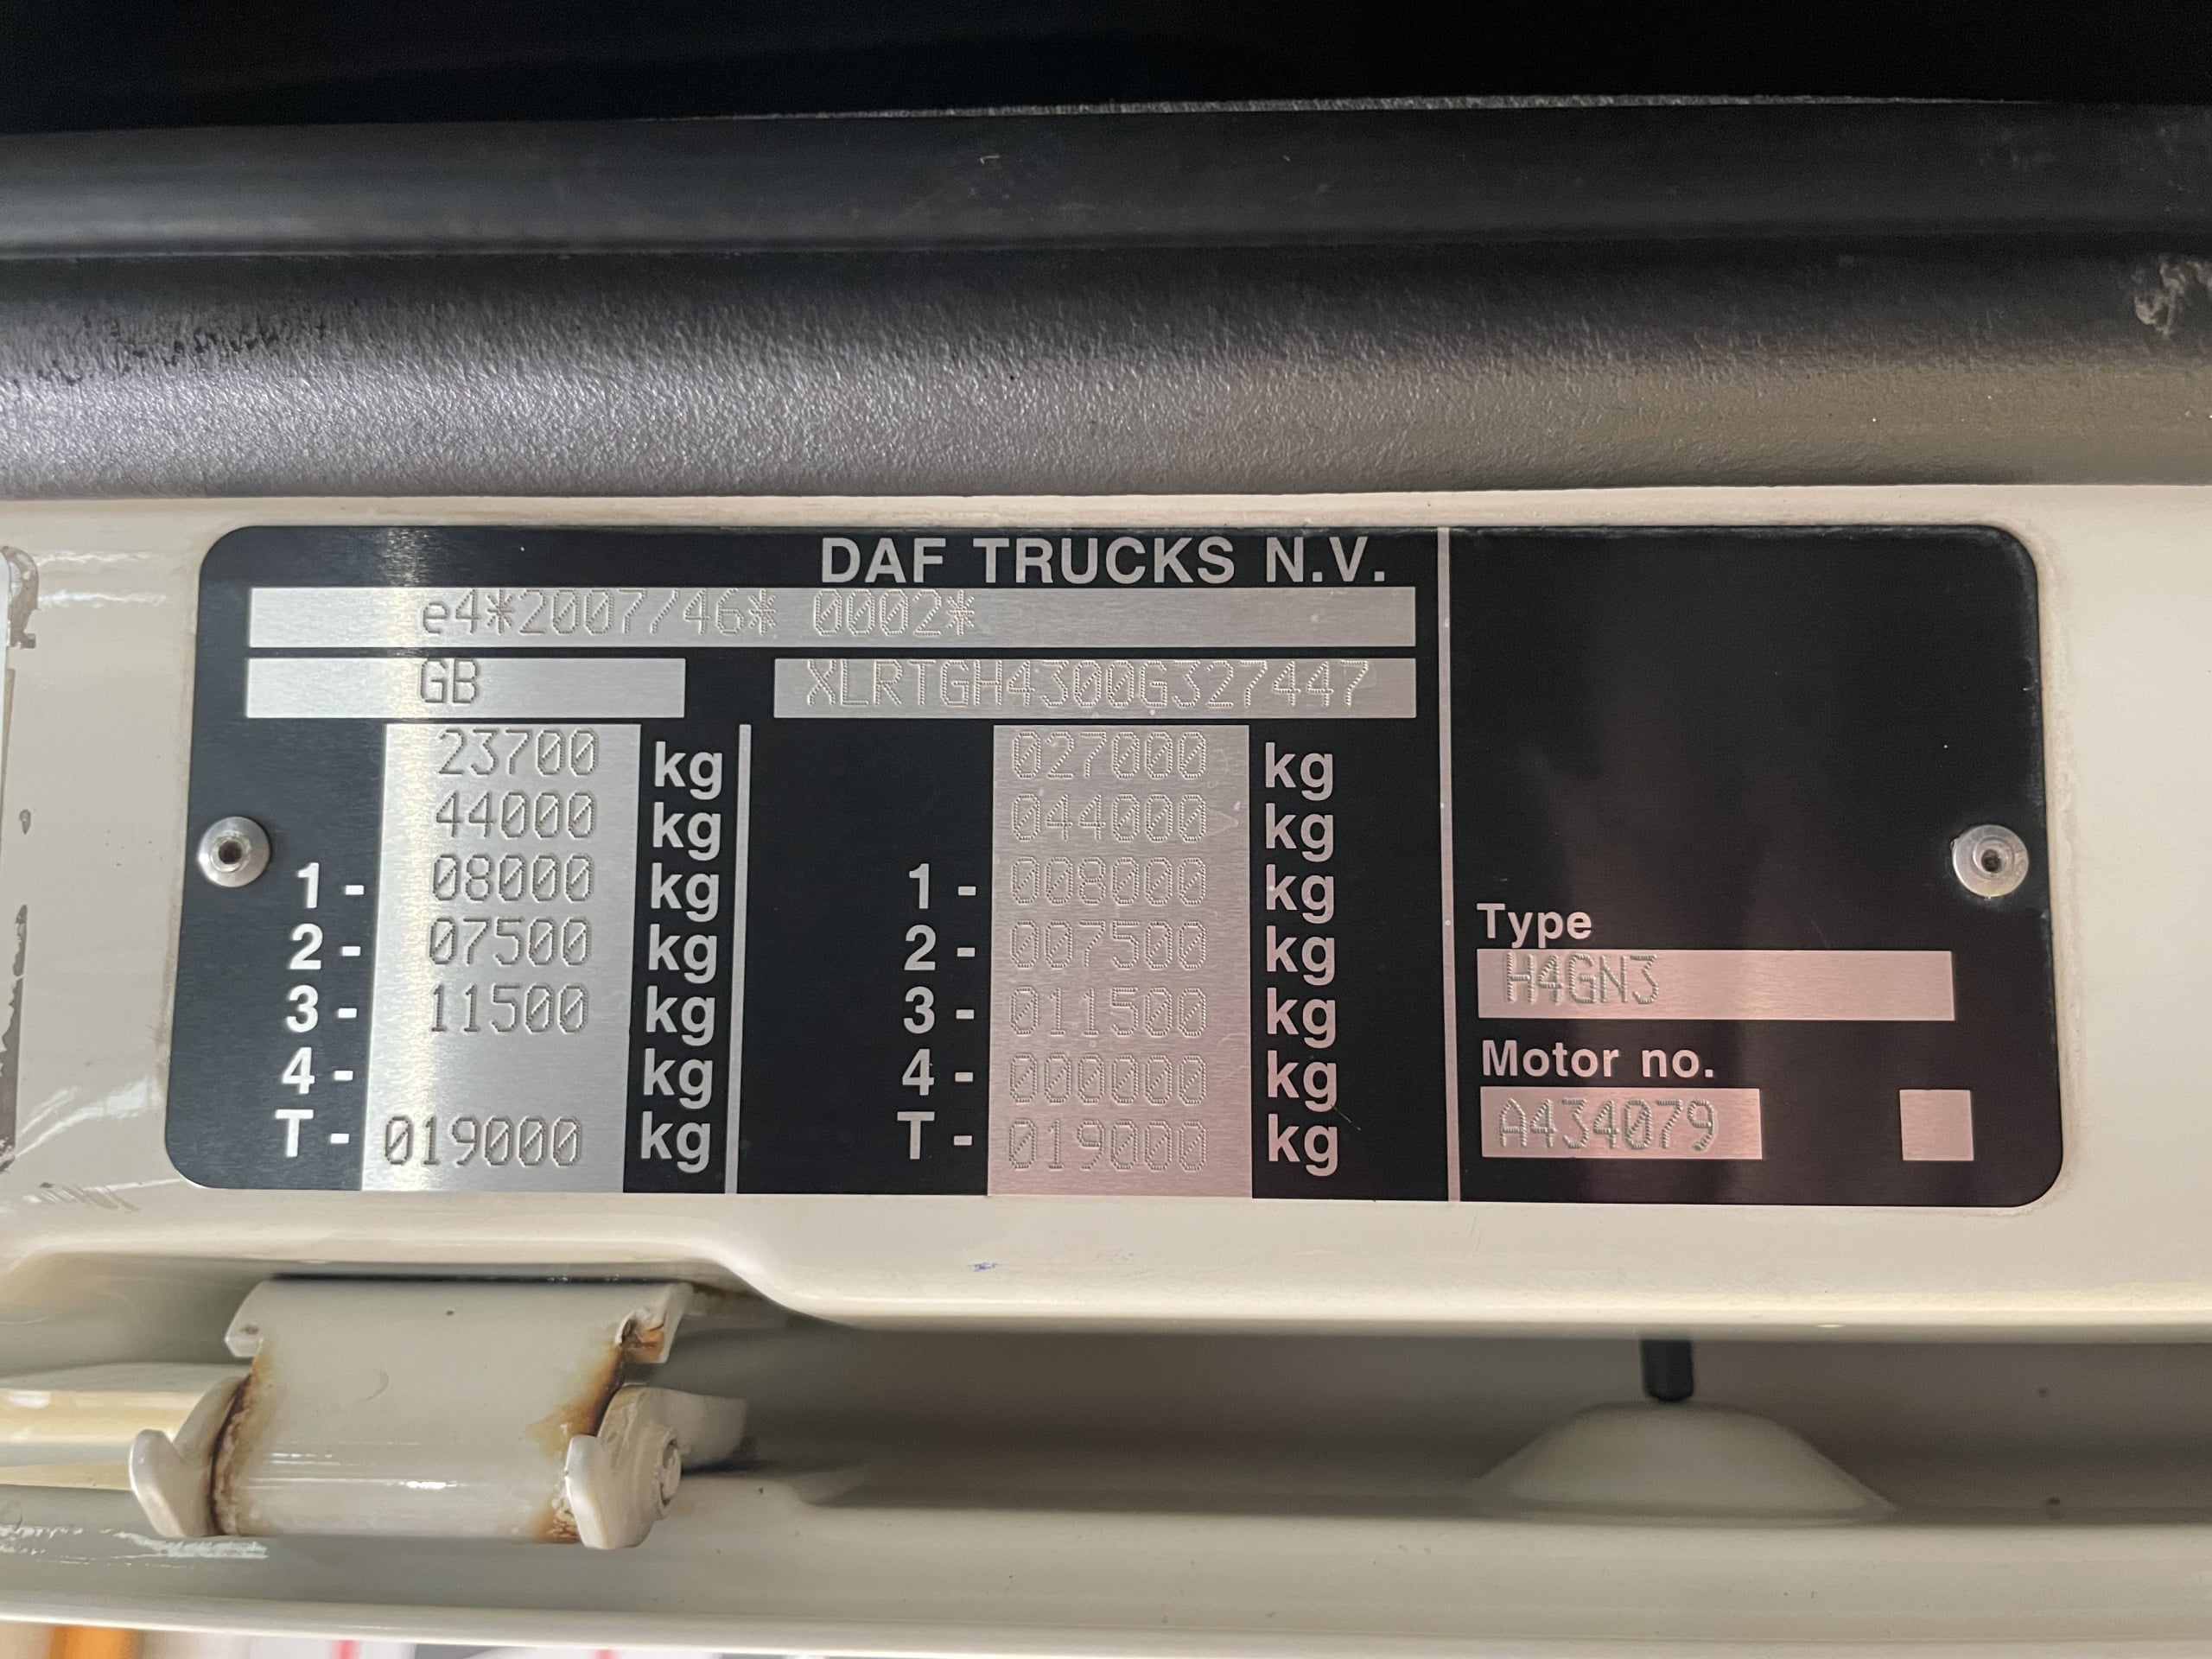 DAF TRUCKS N.V.
e4*2007/46* 0002*
GB XLRTGH4300G327447
23700 kg 027000 kg
44000 kg 044000 kg
1 - 08000 kg 1 - 008000 kg
2 - 07500 kg 2 - 007500 kg
3 - 11500 kg 3 - 011500 kg
4 - kg 4 - 000000 kg
T - 019000 kg T - 019000 kg
Type
H4GN3
Motor no.
A434079